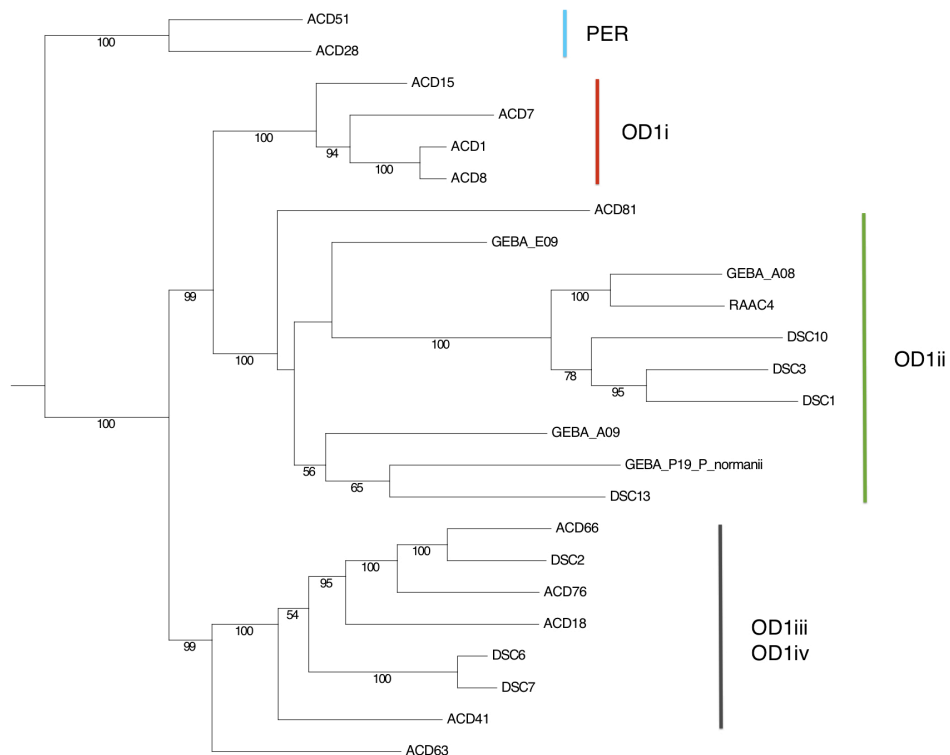 ACD51
100
ACD28
PER
ACD15
ACD7
100
94
ACD1
100
ACD8
OD1i
ACD81
GEBA_E09
GEBA_A08
99
100
RAAC4
DSC10
100
100
78
DSC3
95
DSC1
OD1ii
100
GEBA_A09
56
GEBA_P19_P_normanii
65
DSC13
ACD66
100
DSC2
95
100
ACD76
54
ACD18
100
OD1iii
OD1iv
99
DSC6
100
DSC7
ACD41
ACD63